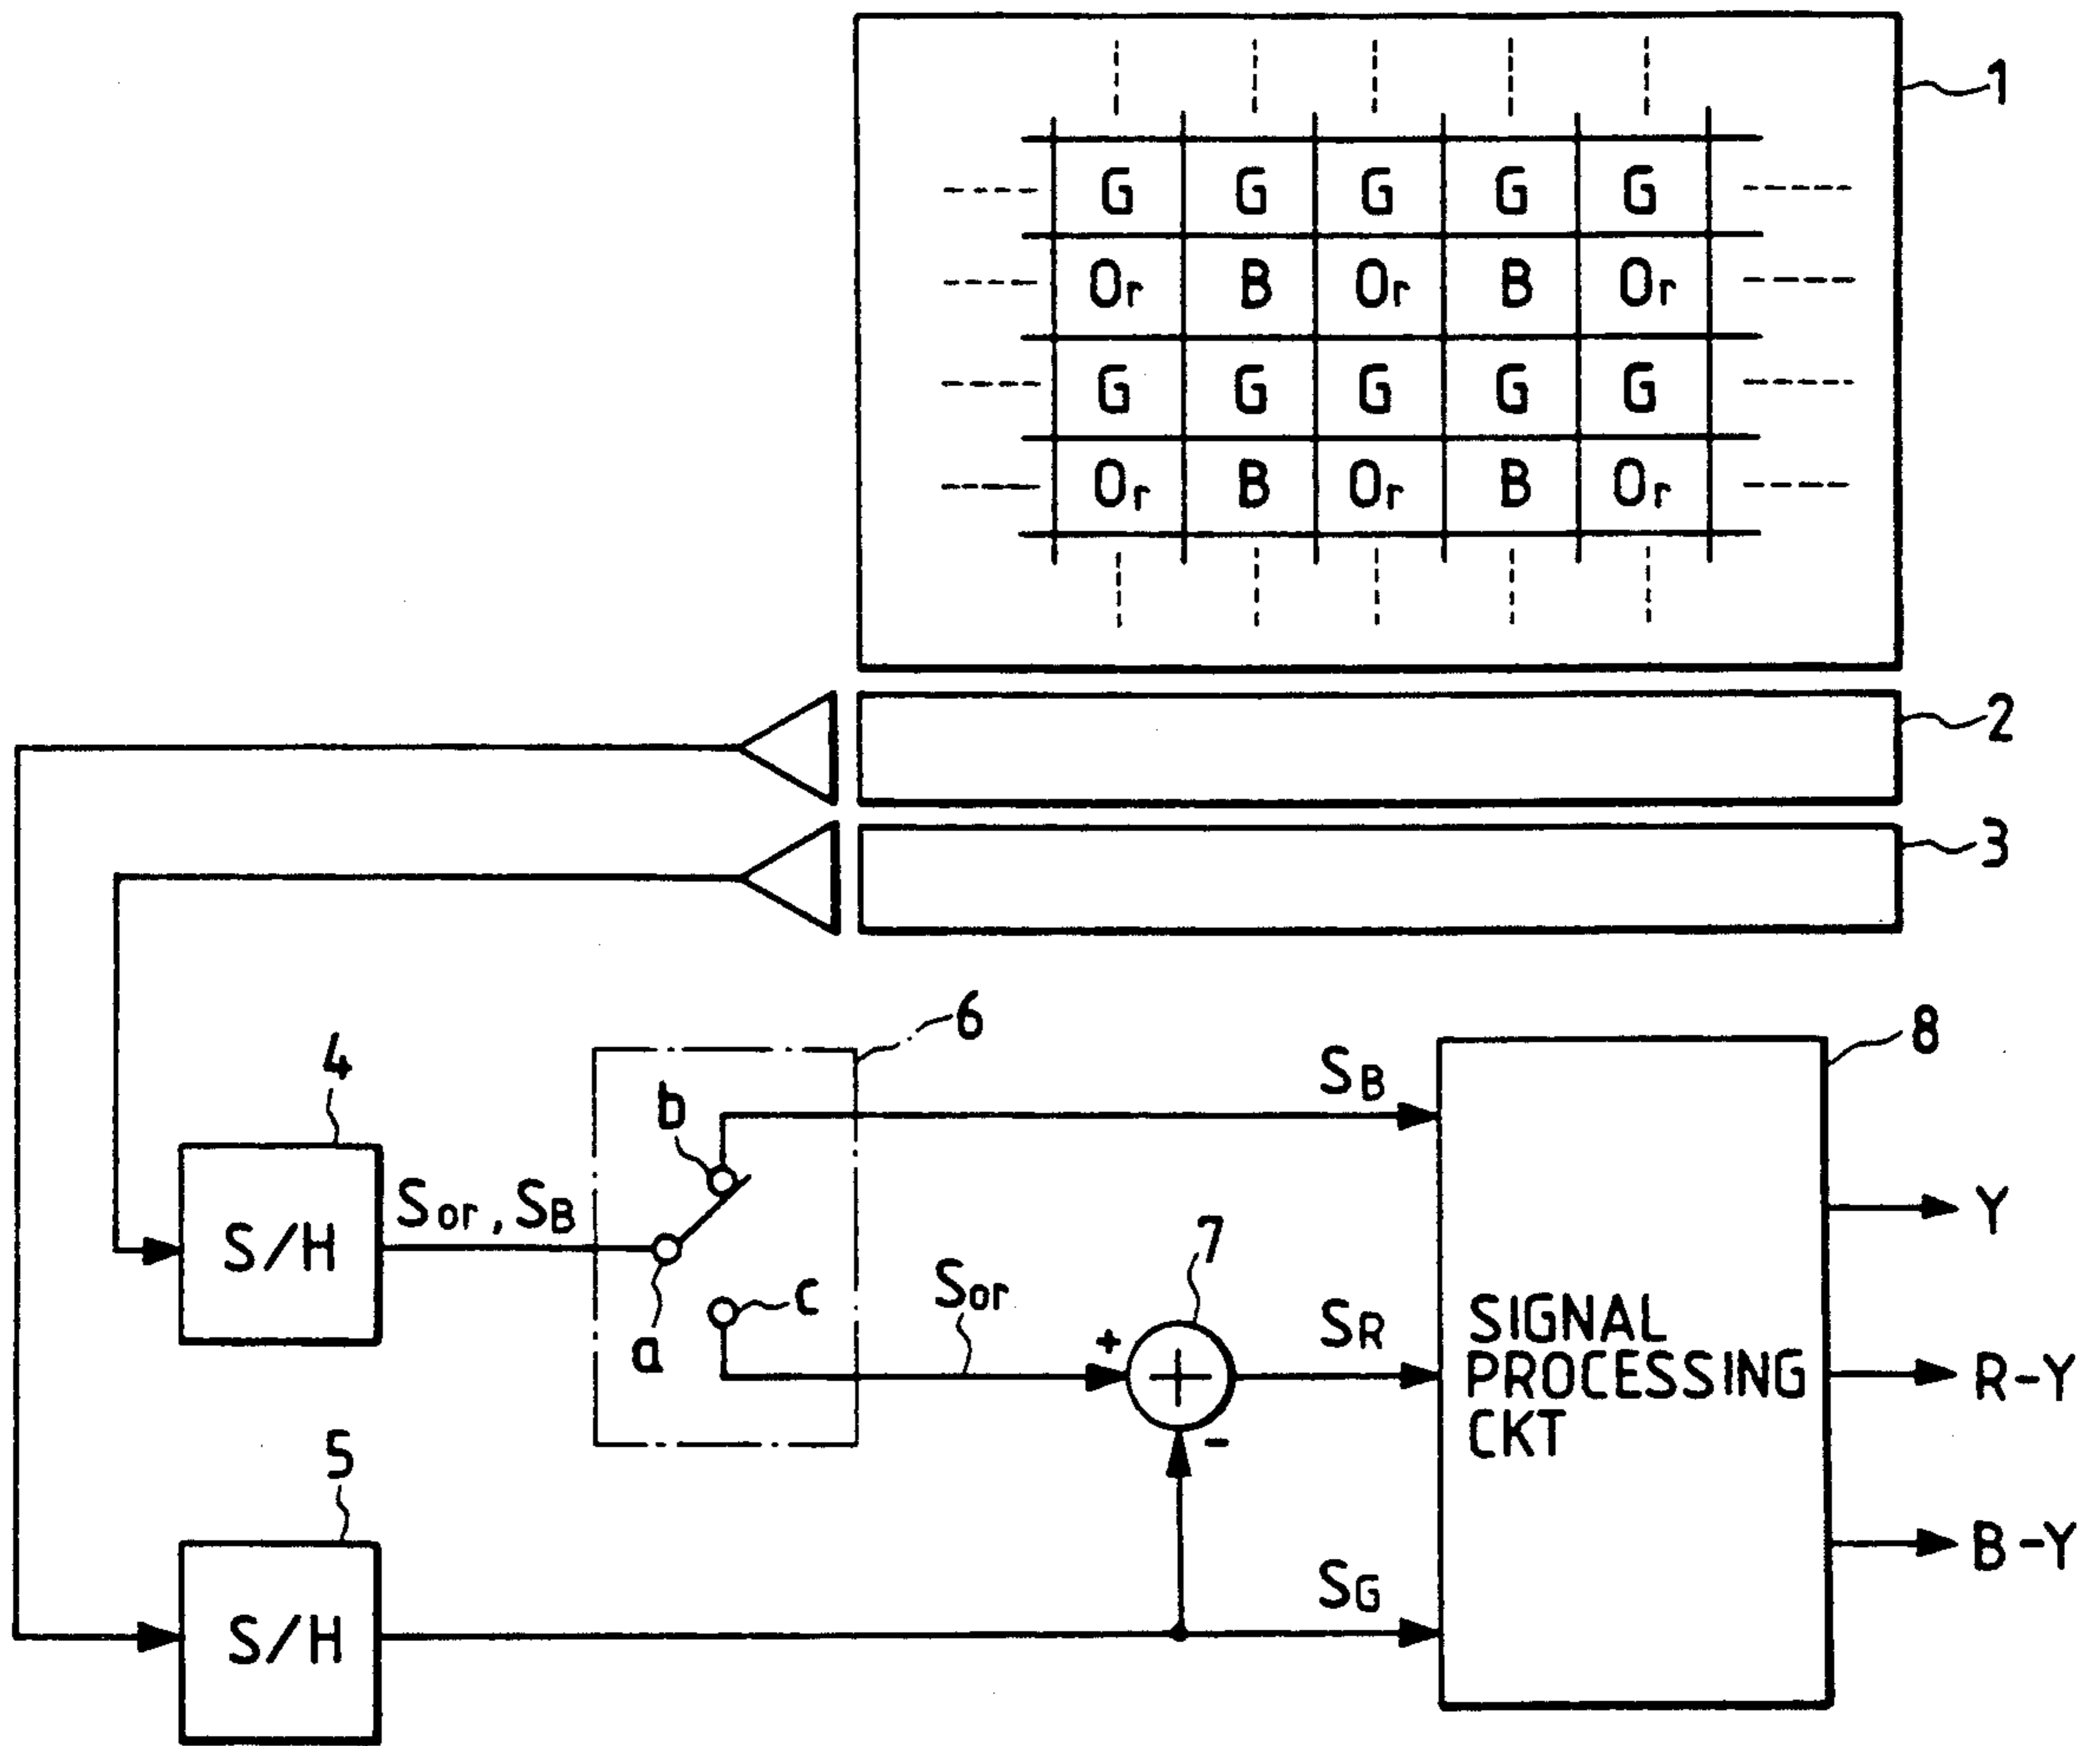 1
G G G G G
Or B Or B Or
G G G G G
Or B Or B Or
2
3
6
4
8
SB
b
Y
S/H
Sor, SB
7
c
Sor
a
+
SR
SIGNAL
PROCESSING
CKT
R-Y
-
5
B-Y
SG
S/H